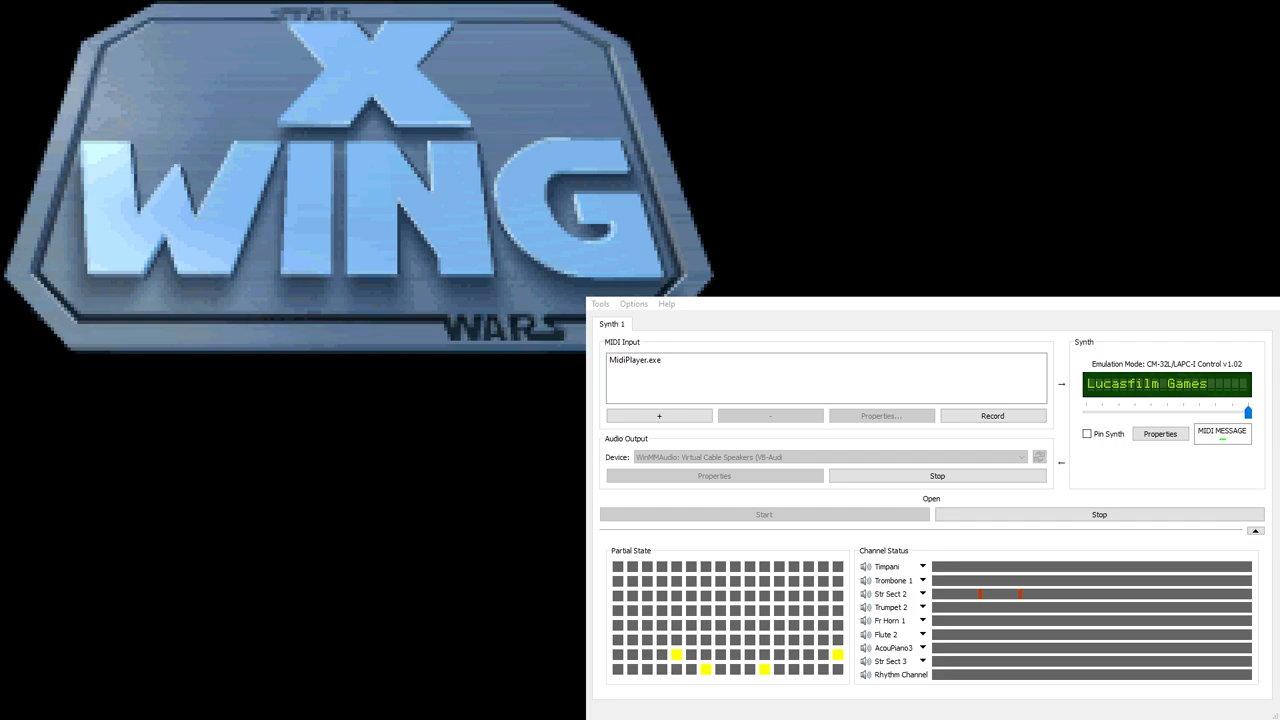 STAR
X
WING
WARS
Tools Options Help
Synth 1
MIDI Input
MidiPlayer.exe
+ - Properties... Record
Audio Output
Device: WinMMAudio: Virtual Cable Speakers (VB-Audi
Properties Stop
Synth
Emulation Mode: CM-32L/LAPC-I Control v1.02
Lucasfilm Games
Pin Synth Properties MIDI MESSAGE
Open
Start Stop
Partial State
Channel Status
Timpani
Trombone 1
Str Sect 2
Trumpet 2
Fr Horn 1
Flute 2
AcouPiano3
Str Sect 3
Rhythm Channel